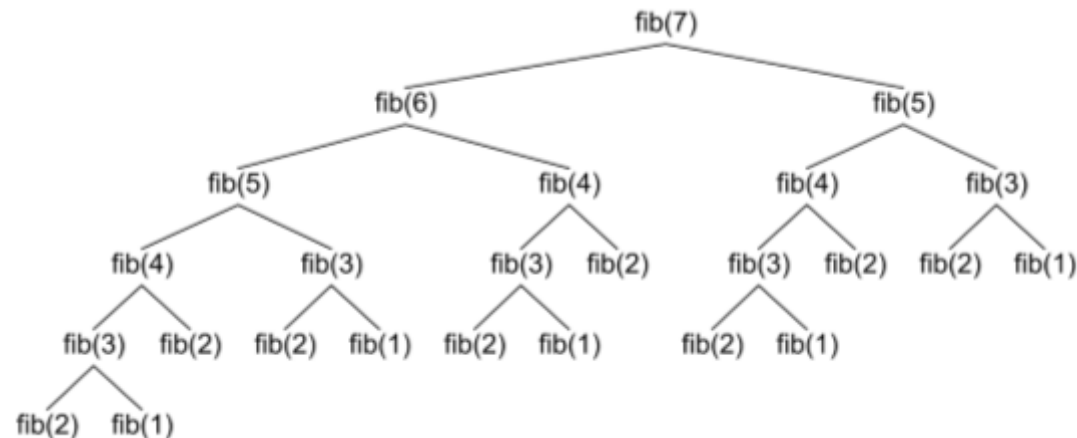 fib(7)
fib(6) fib(5)
fib(5) fib(4) fib(4) fib(3)
fib(4) fib(3) fib(3) fib(2) fib(3) fib(2) fib(2) fib(1)
fib(3) fib(2) fib(2) fib(1) fib(2) fib(1) fib(2) fib(1)
fib(2) fib(1)